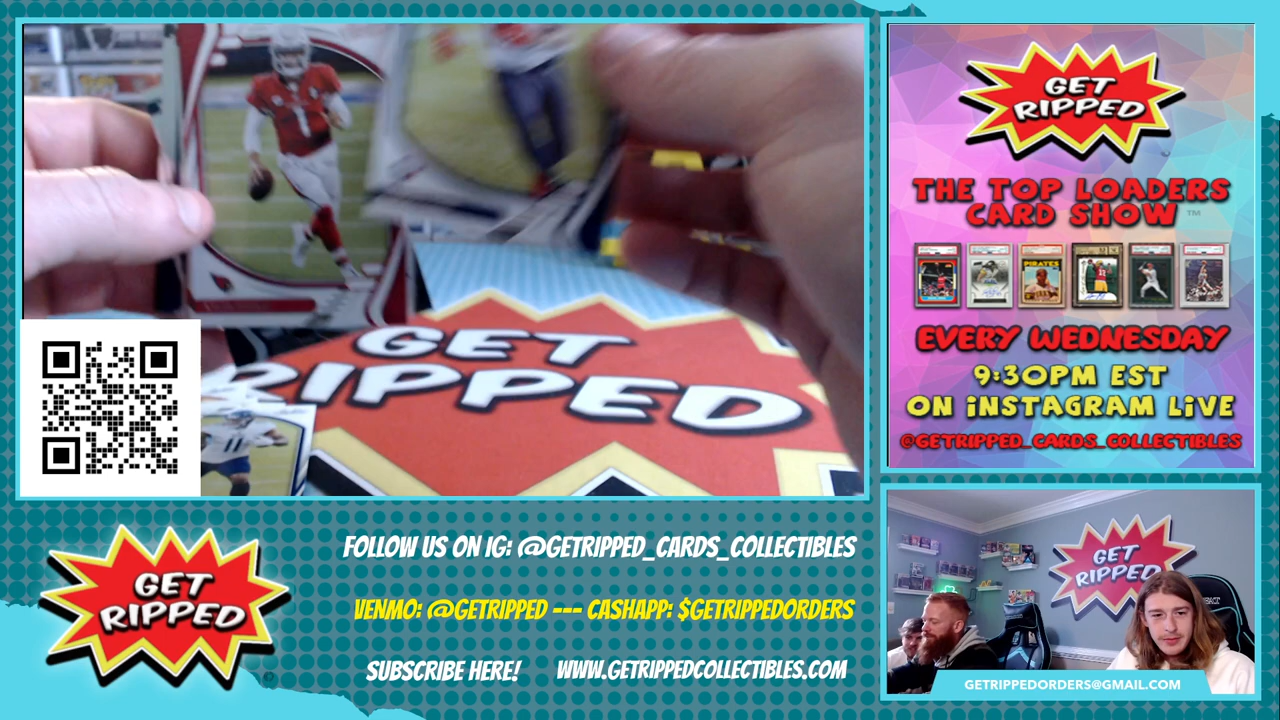 GET
RIPPED
GET
RIPPED
THE TOP LOADERS
CARD SHOW ™
PIRATES
EVERY WEDNESDAY
9:30PM EST
ON INSTAGRAM LIVE
@GETRIPPED_CARDS_COLLECTIBLES
GET
RIPPED
FOLLOW US ON IG: @GETRIPPED_CARDS_COLLECTIBLES
VENMO: @GETRIPPED --- CASHAPP: $GETRIPPEDORDERS
SUBSCRIBE HERE! WWW.GETRIPPEDCOLLECTIBLES.COM
GET
RIPPED
GETRIPPEDORDERS@GMAIL.COM